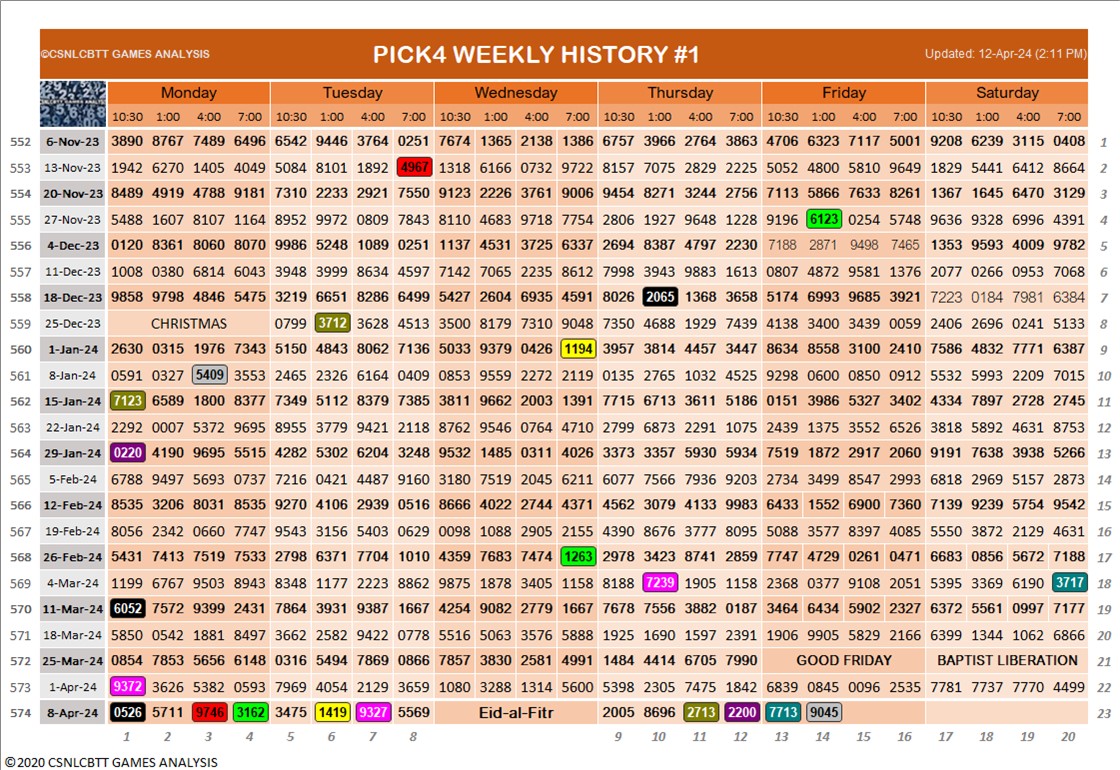 ©CSNLCBTT GAMES ANALYSIS PICK4 WEEKLY HISTORY #1 Updated: 12-Apr-24 (2:11 PM)
Monday Tuesday Wednesday Thursday Friday Saturday
10:30 1:00 4:00 7:00 10:30 1:00 4:00 7:00 10:30 1:00 4:00 7:00 10:30 1:00 4:00 7:00 10:30 1:00 4:00 7:00 10:30 1:00 4:00 7:00
552 6-Nov-23 3890 8767 7489 6496 6542 9446 3764 0251 7674 1365 2138 1386 6757 3966 2764 3863 4706 6323 7117 5001 9208 6239 3115 0408 1
553 13-Nov-23 1942 6270 1405 4049 5084 8101 1892 4967 1318 6166 0732 9722 8157 7075 2829 2225 5052 4800 5810 9649 1829 5441 6412 8664 2
554 20-Nov-23 8489 4919 4788 9181 7310 2233 2921 7550 9123 2226 3761 9006 9454 8271 3244 2756 7113 5866 7633 8261 1367 1645 6470 3129 3
555 27-Nov-23 5488 1607 8107 1164 8952 9972 0809 7843 8110 4683 9718 7754 2806 1927 9648 1228 9196 6123 0254 5748 9636 9328 6996 4391 4
556 4-Dec-23 0120 8361 8060 8070 9986 5248 1089 0251 1137 4531 3725 6337 2694 8387 4797 2230 7188 2871 9498 7465 1353 9593 4009 9782 5
557 11-Dec-23 1008 0380 6814 6043 3948 3999 8634 4597 7142 7065 2235 8612 7998 3943 9883 1613 0807 4872 9581 1376 2077 0266 0953 7068 6
558 18-Dec-23 9858 9798 4846 5475 3219 6651 8286 6499 5427 2604 6935 4591 8026 2065 1368 3658 5174 6993 9685 3921 7223 0184 7981 6384 7
559 25-Dec-23 CHRISTMAS 0799 3712 3628 4513 3500 8179 7310 9048 7350 4688 1929 7439 4138 3400 3439 0059 2406 2696 0241 5133 8
560 1-Jan-24 2630 0315 1976 7343 5150 4843 8062 7136 5033 9379 0426 1194 3957 3814 4457 3447 8634 8558 3100 2410 7586 4832 7771 6387 9
561 8-Jan-24 0591 0327 5409 3553 2465 2326 6164 0409 0853 9559 2272 2119 0135 2765 1032 4525 9298 0600 0850 0912 5532 5993 2209 7015 10
562 15-Jan-24 7123 6589 1800 8377 7349 5112 8379 7385 3811 9662 2003 1391 7715 6713 3611 5186 0151 3986 5327 3402 4334 7897 2728 2745 11
563 22-Jan-24 2292 0007 5372 9695 8955 3779 9421 2118 8762 9546 0764 4710 2799 6873 2291 1075 2439 1375 3552 6526 3818 5892 4631 8753 12
564 29-Jan-24 0220 4190 9695 5515 4282 5302 6204 3248 9532 1485 0311 4026 3373 3357 5930 5934 7519 1872 2917 2060 9191 7638 3938 5266 13
565 5-Feb-24 6788 9497 5693 0737 7216 0421 4487 9160 3180 7519 2045 6211 6077 7566 7936 9203 2734 3499 8547 2993 6818 2969 5157 2873 14
566 12-Feb-24 8535 3206 8031 8535 9270 4106 2939 0516 8666 4022 2744 4371 4562 3079 4133 9983 6433 1552 6900 7360 7139 9239 5754 9542 15
567 19-Feb-24 8056 2342 0660 7747 9543 3156 5403 0629 0098 1088 2905 2155 4390 8676 3777 8095 5088 3577 8397 4085 5550 3872 2129 4631 16
568 26-Feb-24 5431 7413 7519 7533 2798 6371 7704 1010 4359 7683 7474 1263 2978 3423 8741 2859 7747 4729 0261 0471 6683 0856 5672 7188 17
569 4-Mar-24 1199 6767 9503 8943 8348 1177 2223 8862 9875 1878 3405 1158 8188 7239 1905 1158 2368 0377 9108 2051 5395 3369 6190 3717 18
570 11-Mar-24 6052 7572 9399 2431 7864 3931 9387 1667 4254 9082 2779 1667 7678 7556 3882 0187 3464 6434 5902 2327 6372 5561 0997 7177 19
571 18-Mar-24 5850 0542 1881 8497 3662 2582 9422 0778 5516 5063 3576 5888 1925 1690 1597 2391 1906 9905 5829 2166 6399 1344 1062 6866 20
572 25-Mar-24 0854 7853 5656 6148 0316 5494 7869 0866 7857 3830 2581 4991 1484 4414 6705 7990 GOOD FRIDAY BAPTIST LIBERATION 21
573 1-Apr-24 9372 3626 5382 0593 7969 4054 2129 3659 1080 3288 1314 5600 5398 2305 7475 1842 6839 0845 0096 2535 7781 7737 7770 4499 22
574 8-Apr-24 0526 5711 9746 3162 3475 1419 9327 5569 Eid-al-Fitr 2005 8696 2713 2200 7713 9045 23
1 2 3 4 5 6 7 8 9 10 11 12 13 14 15 16 17 18 19 20
©2020 CSNLCBTT GAMES ANALYSIS